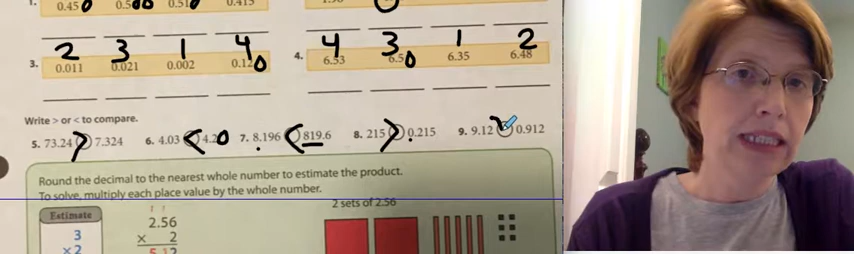 0.450 0.500 0.510 0.415
2 3 1 4 4 3 1 2
3. 0.011 0.021 0.002 0.120 4. 6.53 6.50 6.35 6.48
Write > or < to compare.
5. 73.24 > 7.324 6. 4.03 < 4.20 7. 8.196 < 819.6 8. 215 > 0.215 9. 9.12 > 0.912
Round the decimal to the nearest whole number to estimate the product.
To solve, multiply each place value by the whole number.
2 sets of 2.56
Estimate
1 1
2.56
3 × 2
×2 5.12